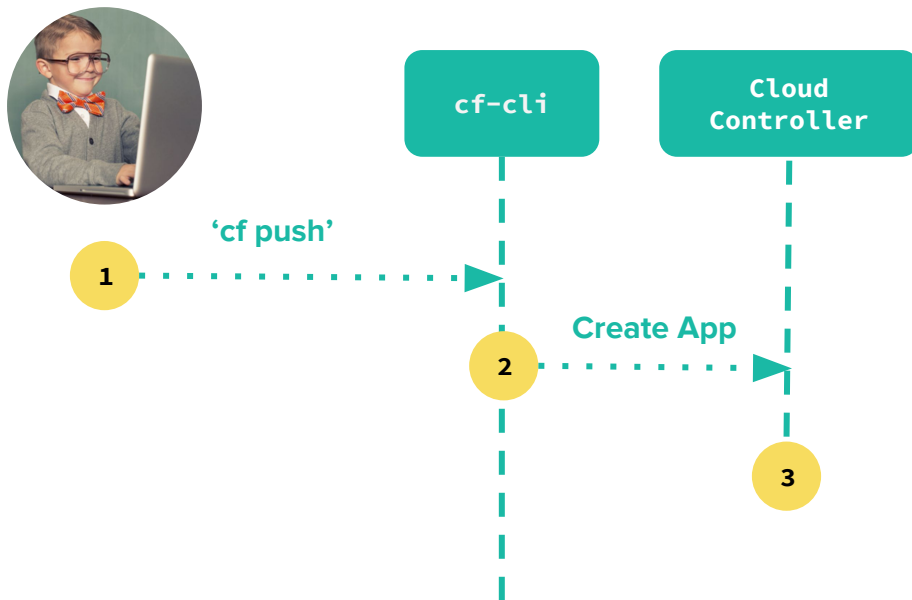 cf-cli
Cloud
Controller
‘cf push’
1
Create App
2
3